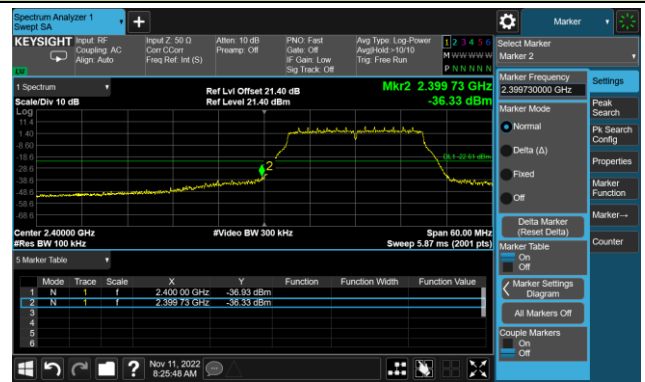 Spectrum Analyzer 1
Swept SA
Marker
KEYSIGHT
Input: RF
Coupling: AC
Align: Auto
Input Z: 50 Ω
Corr CCorr
Freq Ref: Int (S)
Atten: 10 dB
Preamp: Off
PNO: Fast
Gate: Off
IF Gain: Low
Sig Track: Off
Avg Type: Log-Power
Avg|Hold:>10/10
Trig: Free Run
1 2 3 4 5 6
M W W W W W
P N N N N N
Select Marker
Marker 2
1 Spectrum
Scale/Div 10 dB
Log
Ref Lvl Offset 21.40 dB
Ref Level 21.40 dBm
Mkr2 2.399 73 GHz
-36.33 dBm
11.4
1.40
-8.60
-18.6
-28.6
-38.6
-48.6
-58.6
-68.6
DL1 -22.61 dBm
2
Center 2.40000 GHz
#Res BW 100 kHz
#Video BW 300 kHz
Span 60.00 MHz
Sweep 5.87 ms (2001 pts)
5 Marker Table
Mode Trace Scale X Y Function Function Width Function Value
1 N 1 f 2.400 00 GHz -36.93 dBm
2 N 1 f 2.399 73 GHz -36.33 dBm
3
4
5
6
Marker Frequency
2.399730000 GHz
Marker Mode
Normal
Delta (Δ)
Fixed
Off
Delta Marker
(Reset Delta)
Marker Table
On
Off
Marker Settings
Diagram
All Markers Off
Couple Markers
On
Off
Settings
Peak
Search
Pk Search
Config
Properties
Marker
Function
Marker→
Counter
?
Nov 11, 2022
8:25:48 AM